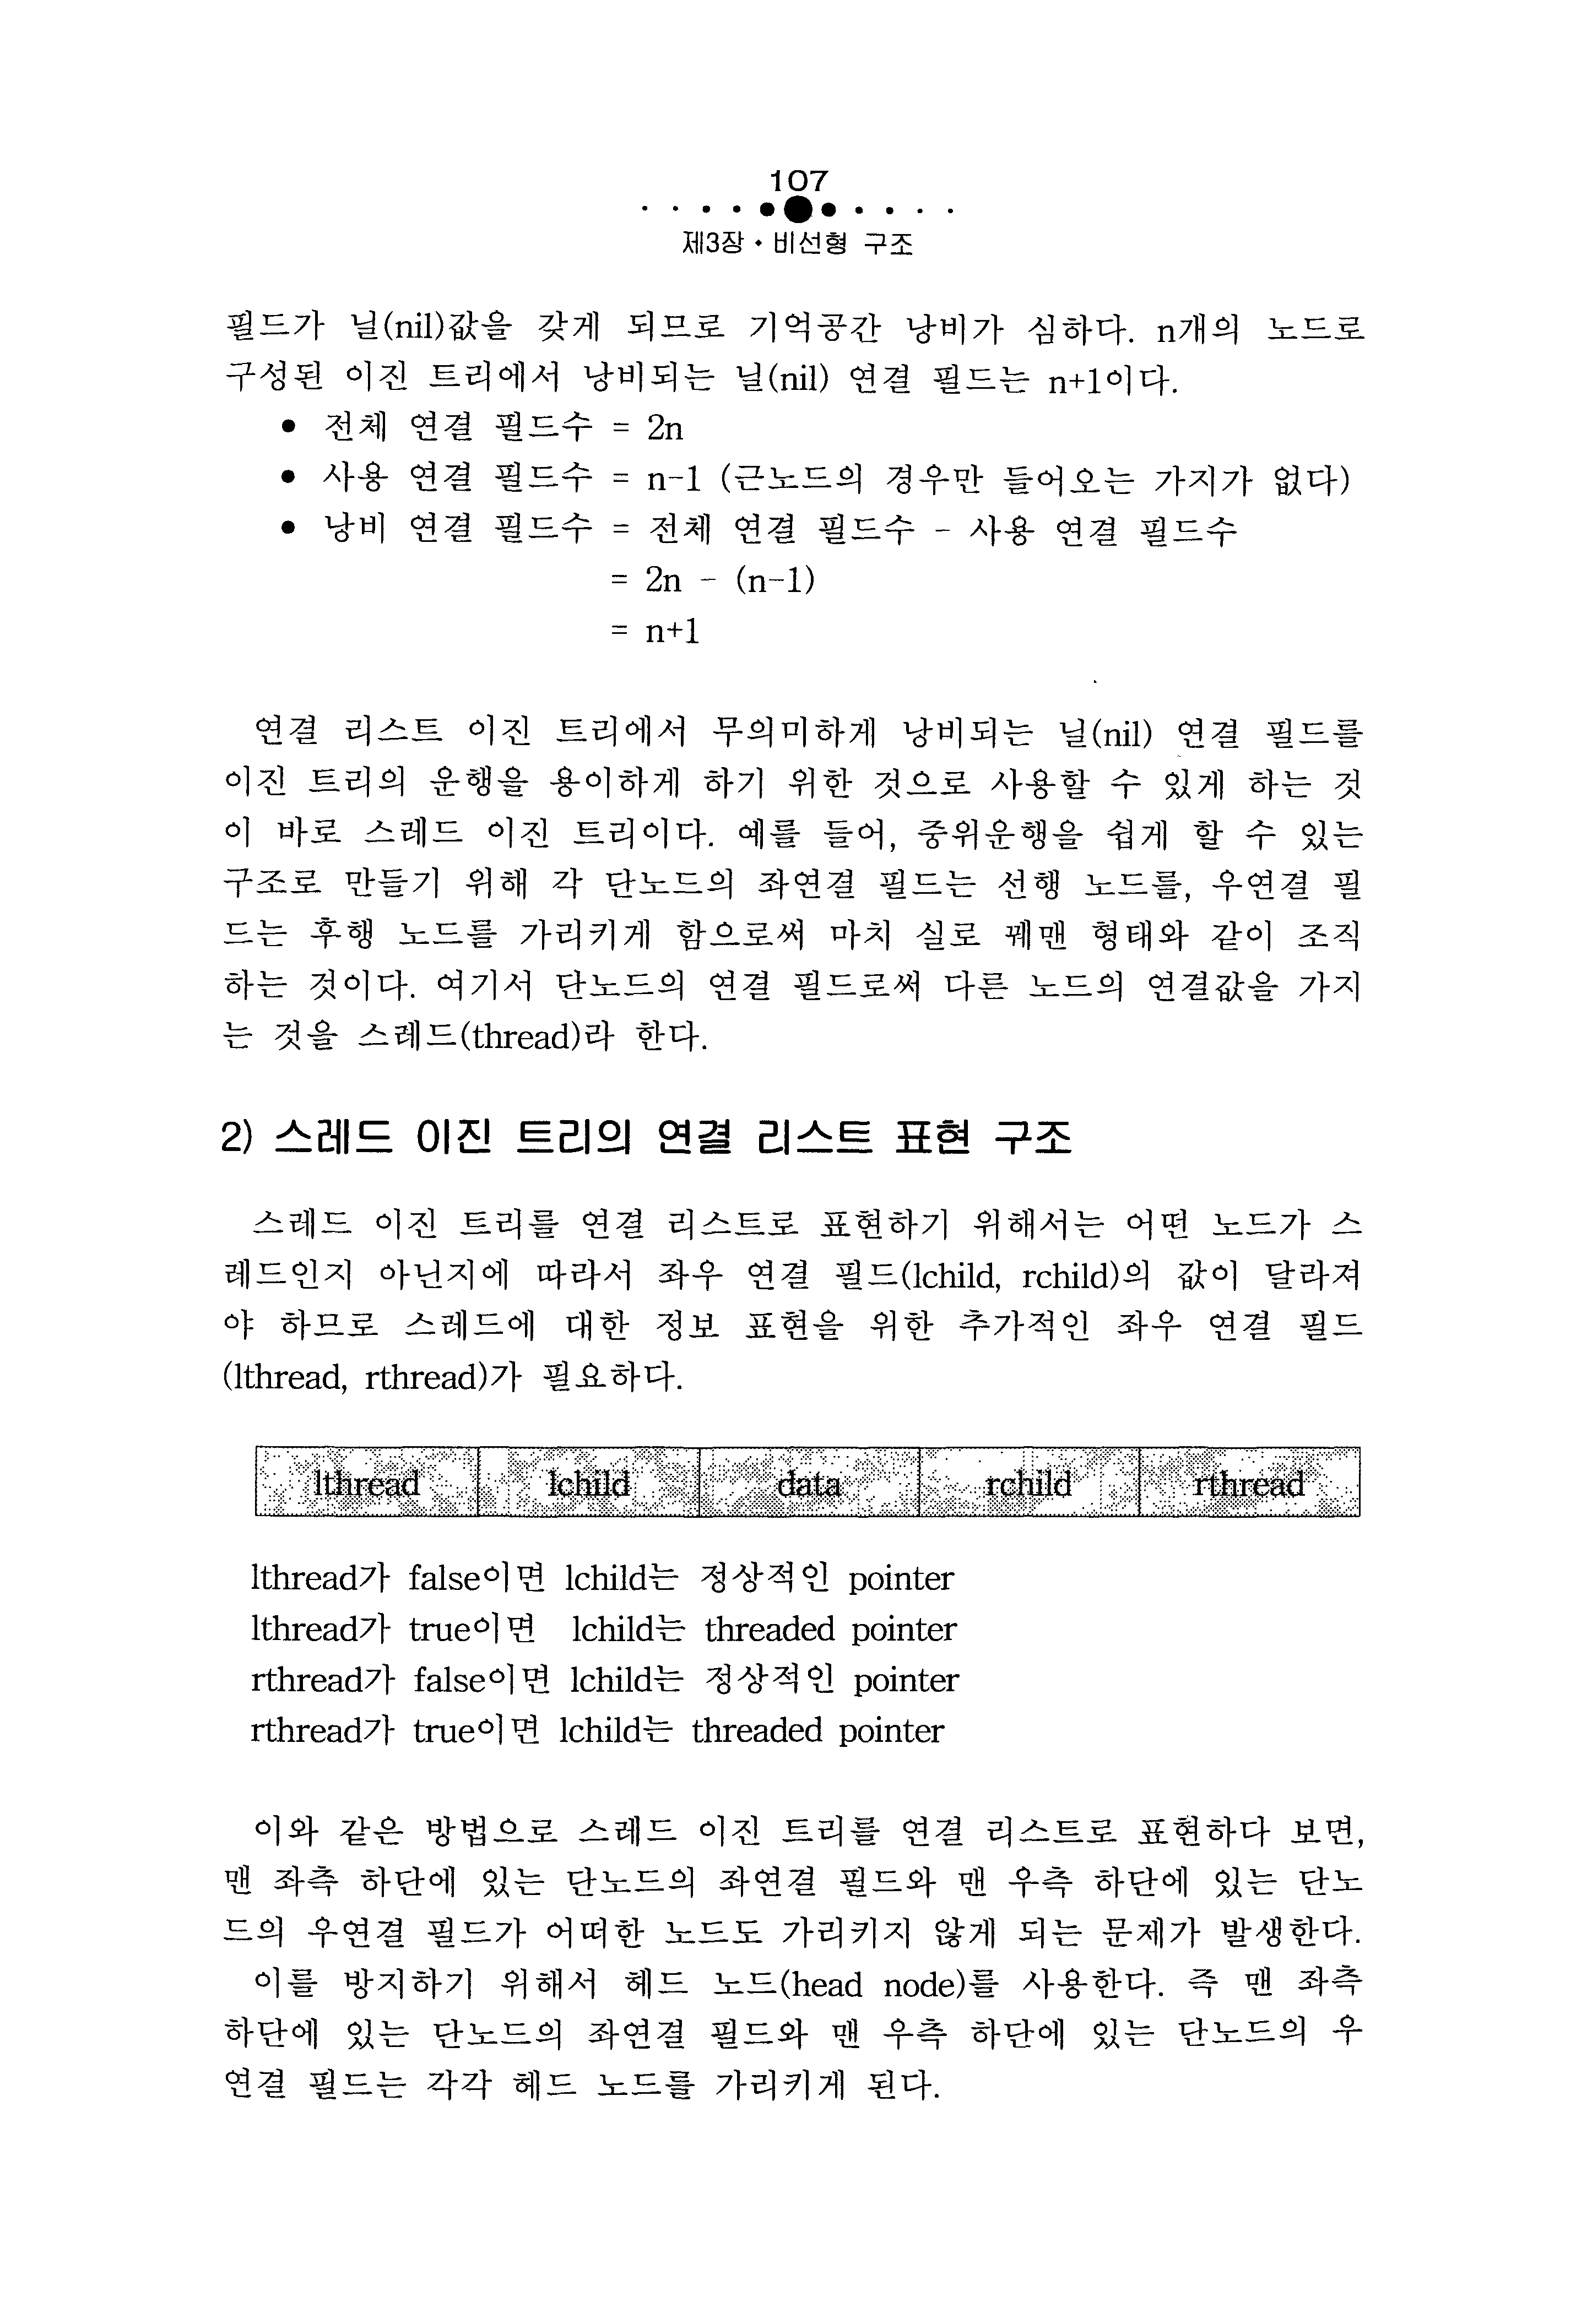 107
제3장 • 비선형 구조
필드가 닐(nil)값을 갖게 되므로 기억공간 낭비가 심하다. n개의 노드로
구성된 이진 트리에서 낭비되는 닐(nil) 연결 필드는 n+1이다.
• 전체 연결 필드수 = 2n
• 사용 연결 필드수 = n-1 (근노드의 경우만 들어오는 가지가 없다)
• 낭비 연결 필드수 = 전체 연결 필드수 - 사용 연결 필드수
= 2n - (n-1)
= n+1
연결 리스트 이진 트리에서 무의미하게 낭비되는 닐(nil) 연결 필드를
이진 트리의 운행을 용이하게 하기 위한 것으로 사용할 수 있게 하는 것
이 바로 스레드 이진 트리이다. 예를 들어, 중위운행을 쉽게 할 수 있는
구조로 만들기 위해 각 단노드의 좌연결 필드는 선행 노드를, 우연결 필
드는 후행 노드를 가리키게 함으로써 마치 실로 꿰맨 형태와 같이 조직
하는 것이다. 여기서 단노드의 연결 필드로써 다른 노드의 연결값을 가지
는 것을 스레드(thread)라 한다.
2) 스레드 이진 트리의 연결 리스트 표현 구조
스레드 이진 트리를 연결 리스트로 표현하기 위해서는 어떤 노드가 스
레드인지 아닌지에 따라서 좌우 연결 필드(lchild, rchild)의 값이 달라져
야 하므로 스레드에 대한 정보 표현을 위한 추가적인 좌우 연결 필드
(lthread, rthread)가 필요하다.
lthread lchild data rchild rthread
lthread가 false이면 lchild는 정상적인 pointer
lthread가 true이면 lchild는 threaded pointer
rthread가 false이면 lchild는 정상적인 pointer
rthread가 true이면 lchild는 threaded pointer
이와 같은 방법으로 스레드 이진 트리를 연결 리스트로 표현하다 보면,
맨 좌측 하단에 있는 단노드의 좌연결 필드와 맨 우측 하단에 있는 단노
드의 우연결 필드가 어떠한 노드도 가리키지 않게 되는 문제가 발생한다.
이를 방지하기 위해서 헤드 노드(head node)를 사용한다. 즉 맨 좌측
하단에 있는 단노드의 좌연결 필드와 맨 우측 하단에 있는 단노드의 우
연결 필드는 각각 헤드 노드를 가리키게 된다.